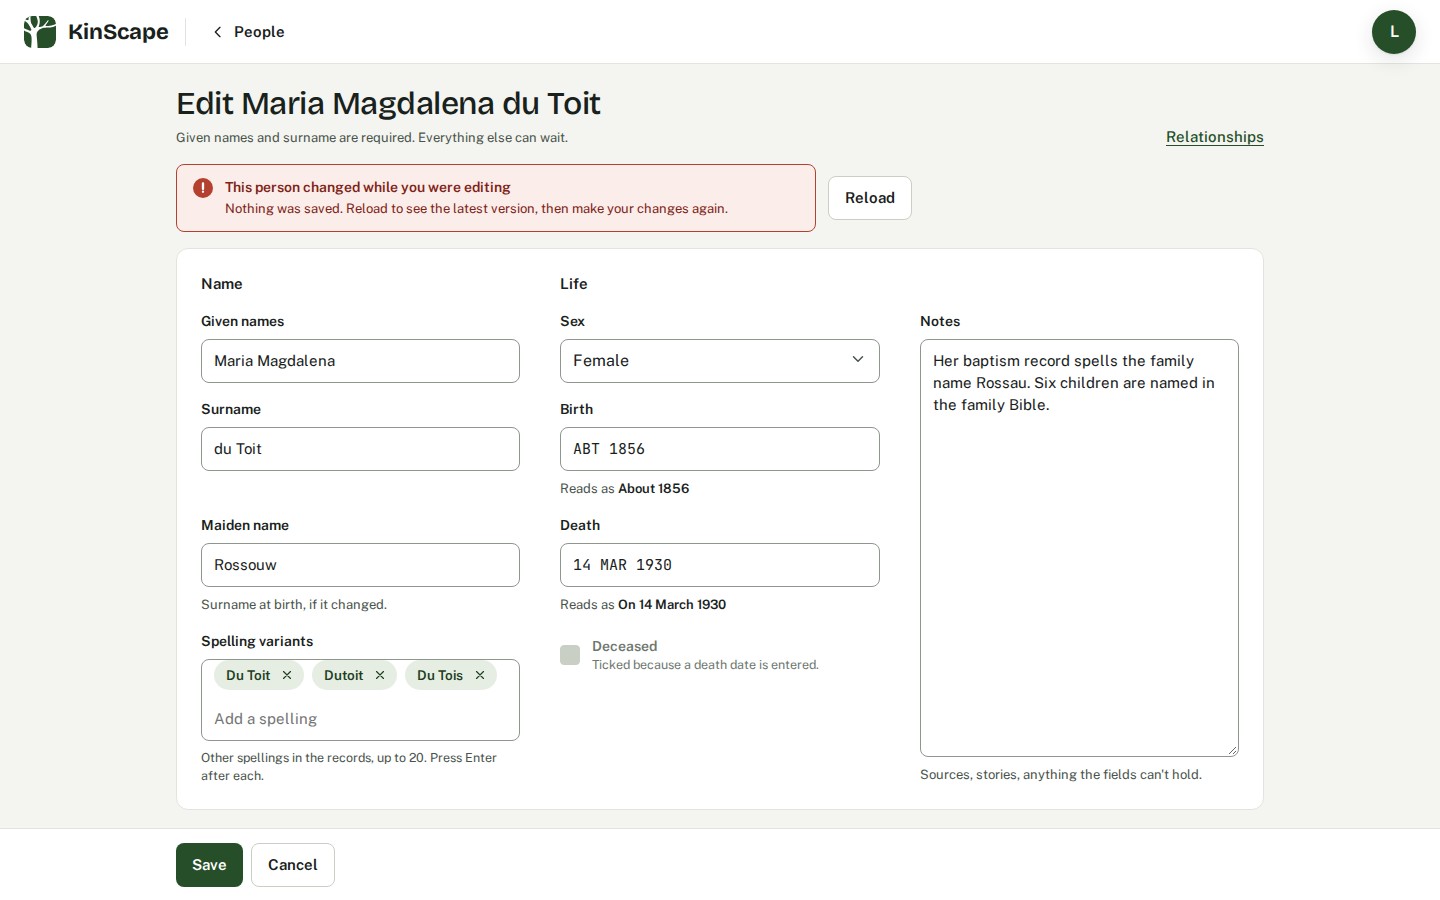 KinScape
People
L
Edit Maria Magdalena du Toit
Given names and surname are required. Everything else can wait.
Relationships
This person changed while you were editing
Nothing was saved. Reload to see the latest version, then make your changes again.
Reload
Name
Given names
Maria Magdalena
Surname
du Toit
Maiden name
Rossouw
Surname at birth, if it changed.
Spelling variants
Du Toit
Dutoit
Du Tois
Add a spelling
Other spellings in the records, up to 20. Press Enter
after each.
Life
Sex
Female
Birth
ABT 1856
Reads as About 1856
Death
14 MAR 1930
Reads as On 14 March 1930
Deceased
Ticked because a death date is entered.
Notes
Her baptism record spells the family
name Rossau. Six children are named in
the family Bible.
Sources, stories, anything the fields can't hold.
Save
Cancel